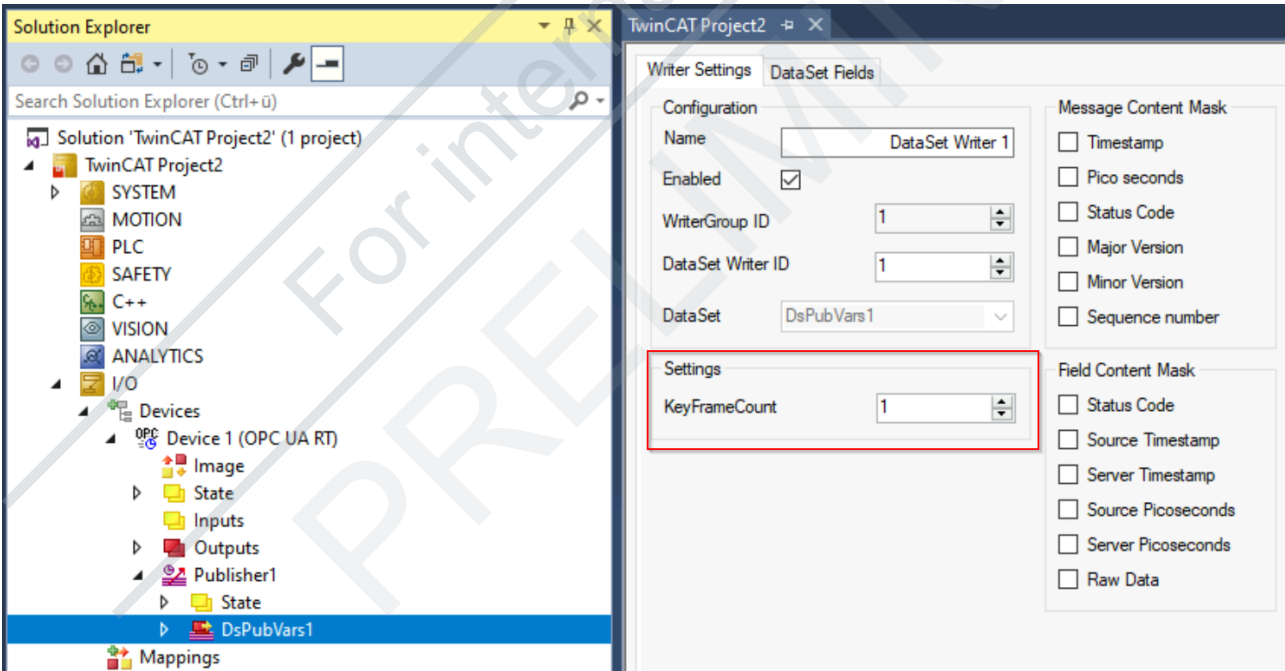 Solution Explorer
Search Solution Explorer (Ctrl+ü)
Solution 'TwinCAT Project2' (1 project)
TwinCAT Project2
SYSTEM
MOTION
PLC
SAFETY
C++
VISION
ANALYTICS
I/O
Devices
Device 1 (OPC UA RT)
Image
State
Inputs
Outputs
Publisher1
State
DsPubVars1
Mappings
TwinCAT Project2
Writer Settings
DataSet Fields
Configuration
Name
DataSet Writer 1
Enabled
WriterGroup ID
1
DataSet Writer ID
1
DataSet
DsPubVars1
Settings
KeyFrameCount
1
Message Content Mask
Timestamp
Pico seconds
Status Code
Major Version
Minor Version
Sequence number
Field Content Mask
Status Code
Source Timestamp
Server Timestamp
Source Picoseconds
Server Picoseconds
Raw Data
For